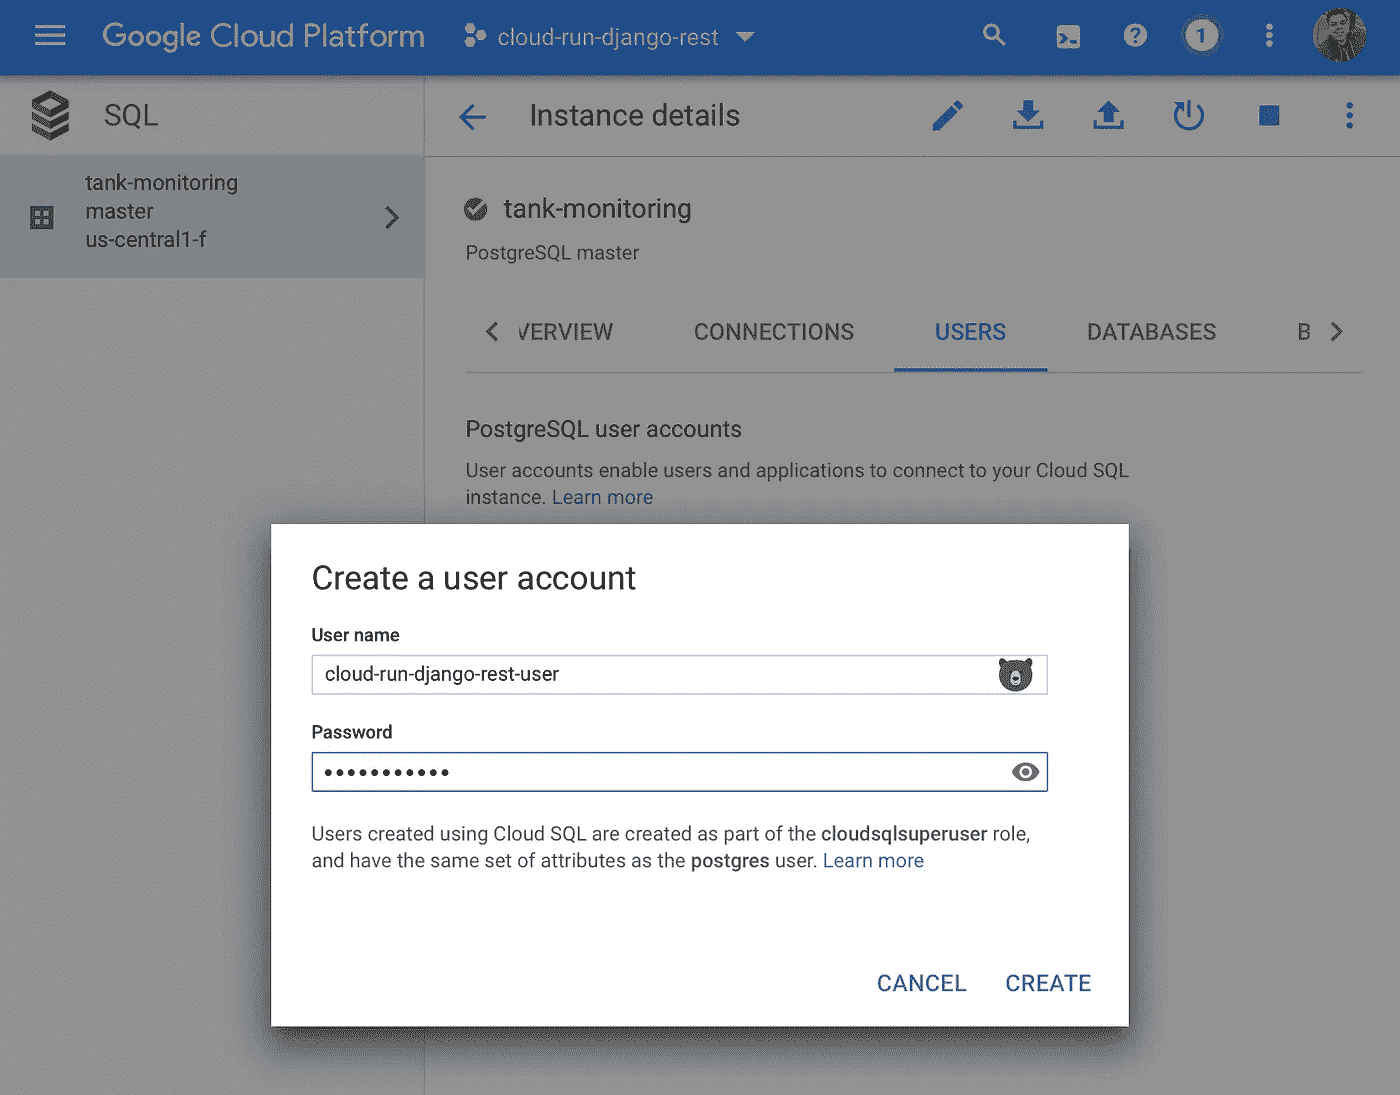 Google Cloud Platform
cloud-run-django-rest
1
SQL
Instance details
tank-monitoring
master
us-central1-f
tank-monitoring
PostgreSQL master
VERVIEW
CONNECTIONS
USERS
DATABASES
B
PostgreSQL user accounts
User accounts enable users and applications to connect to your Cloud SQL
instance. Learn more
Create a user account
User name
cloud-run-django-rest-user
Password
•••••••••••
Users created using Cloud SQL are created as part of the cloudsqlsuperuser role,
and have the same set of attributes as the postgres user. Learn more
CANCEL
CREATE